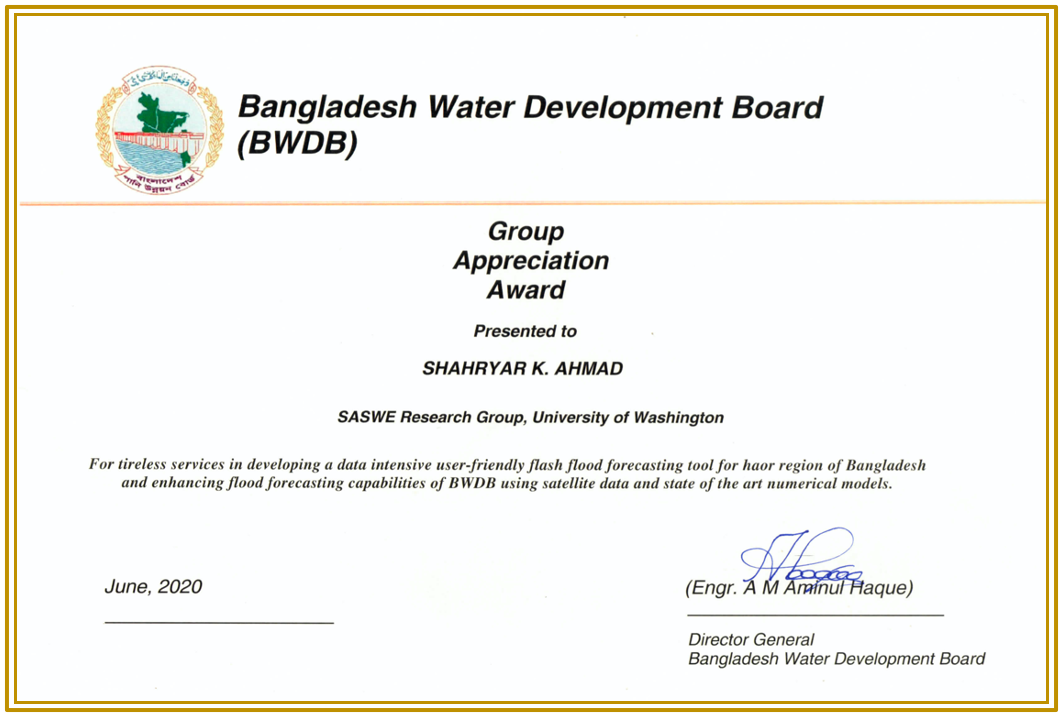 Bangladesh Water Development Board
(BWDB)
বাংলাদেশ
পানি উন্নয়ন বোর্ড
Group
Appreciation
Award
Presented to
SHAHRYAR K. AHMAD
SASWE Research Group, University of Washington
For tireless services in developing a data intensive user-friendly flash flood forecasting tool for haor region of Bangladesh
and enhancing flood forecasting capabilities of BWDB using satellite data and state of the art numerical models.
June, 2020
(Engr. A M Aminul Haque)
Director General
Bangladesh Water Development Board